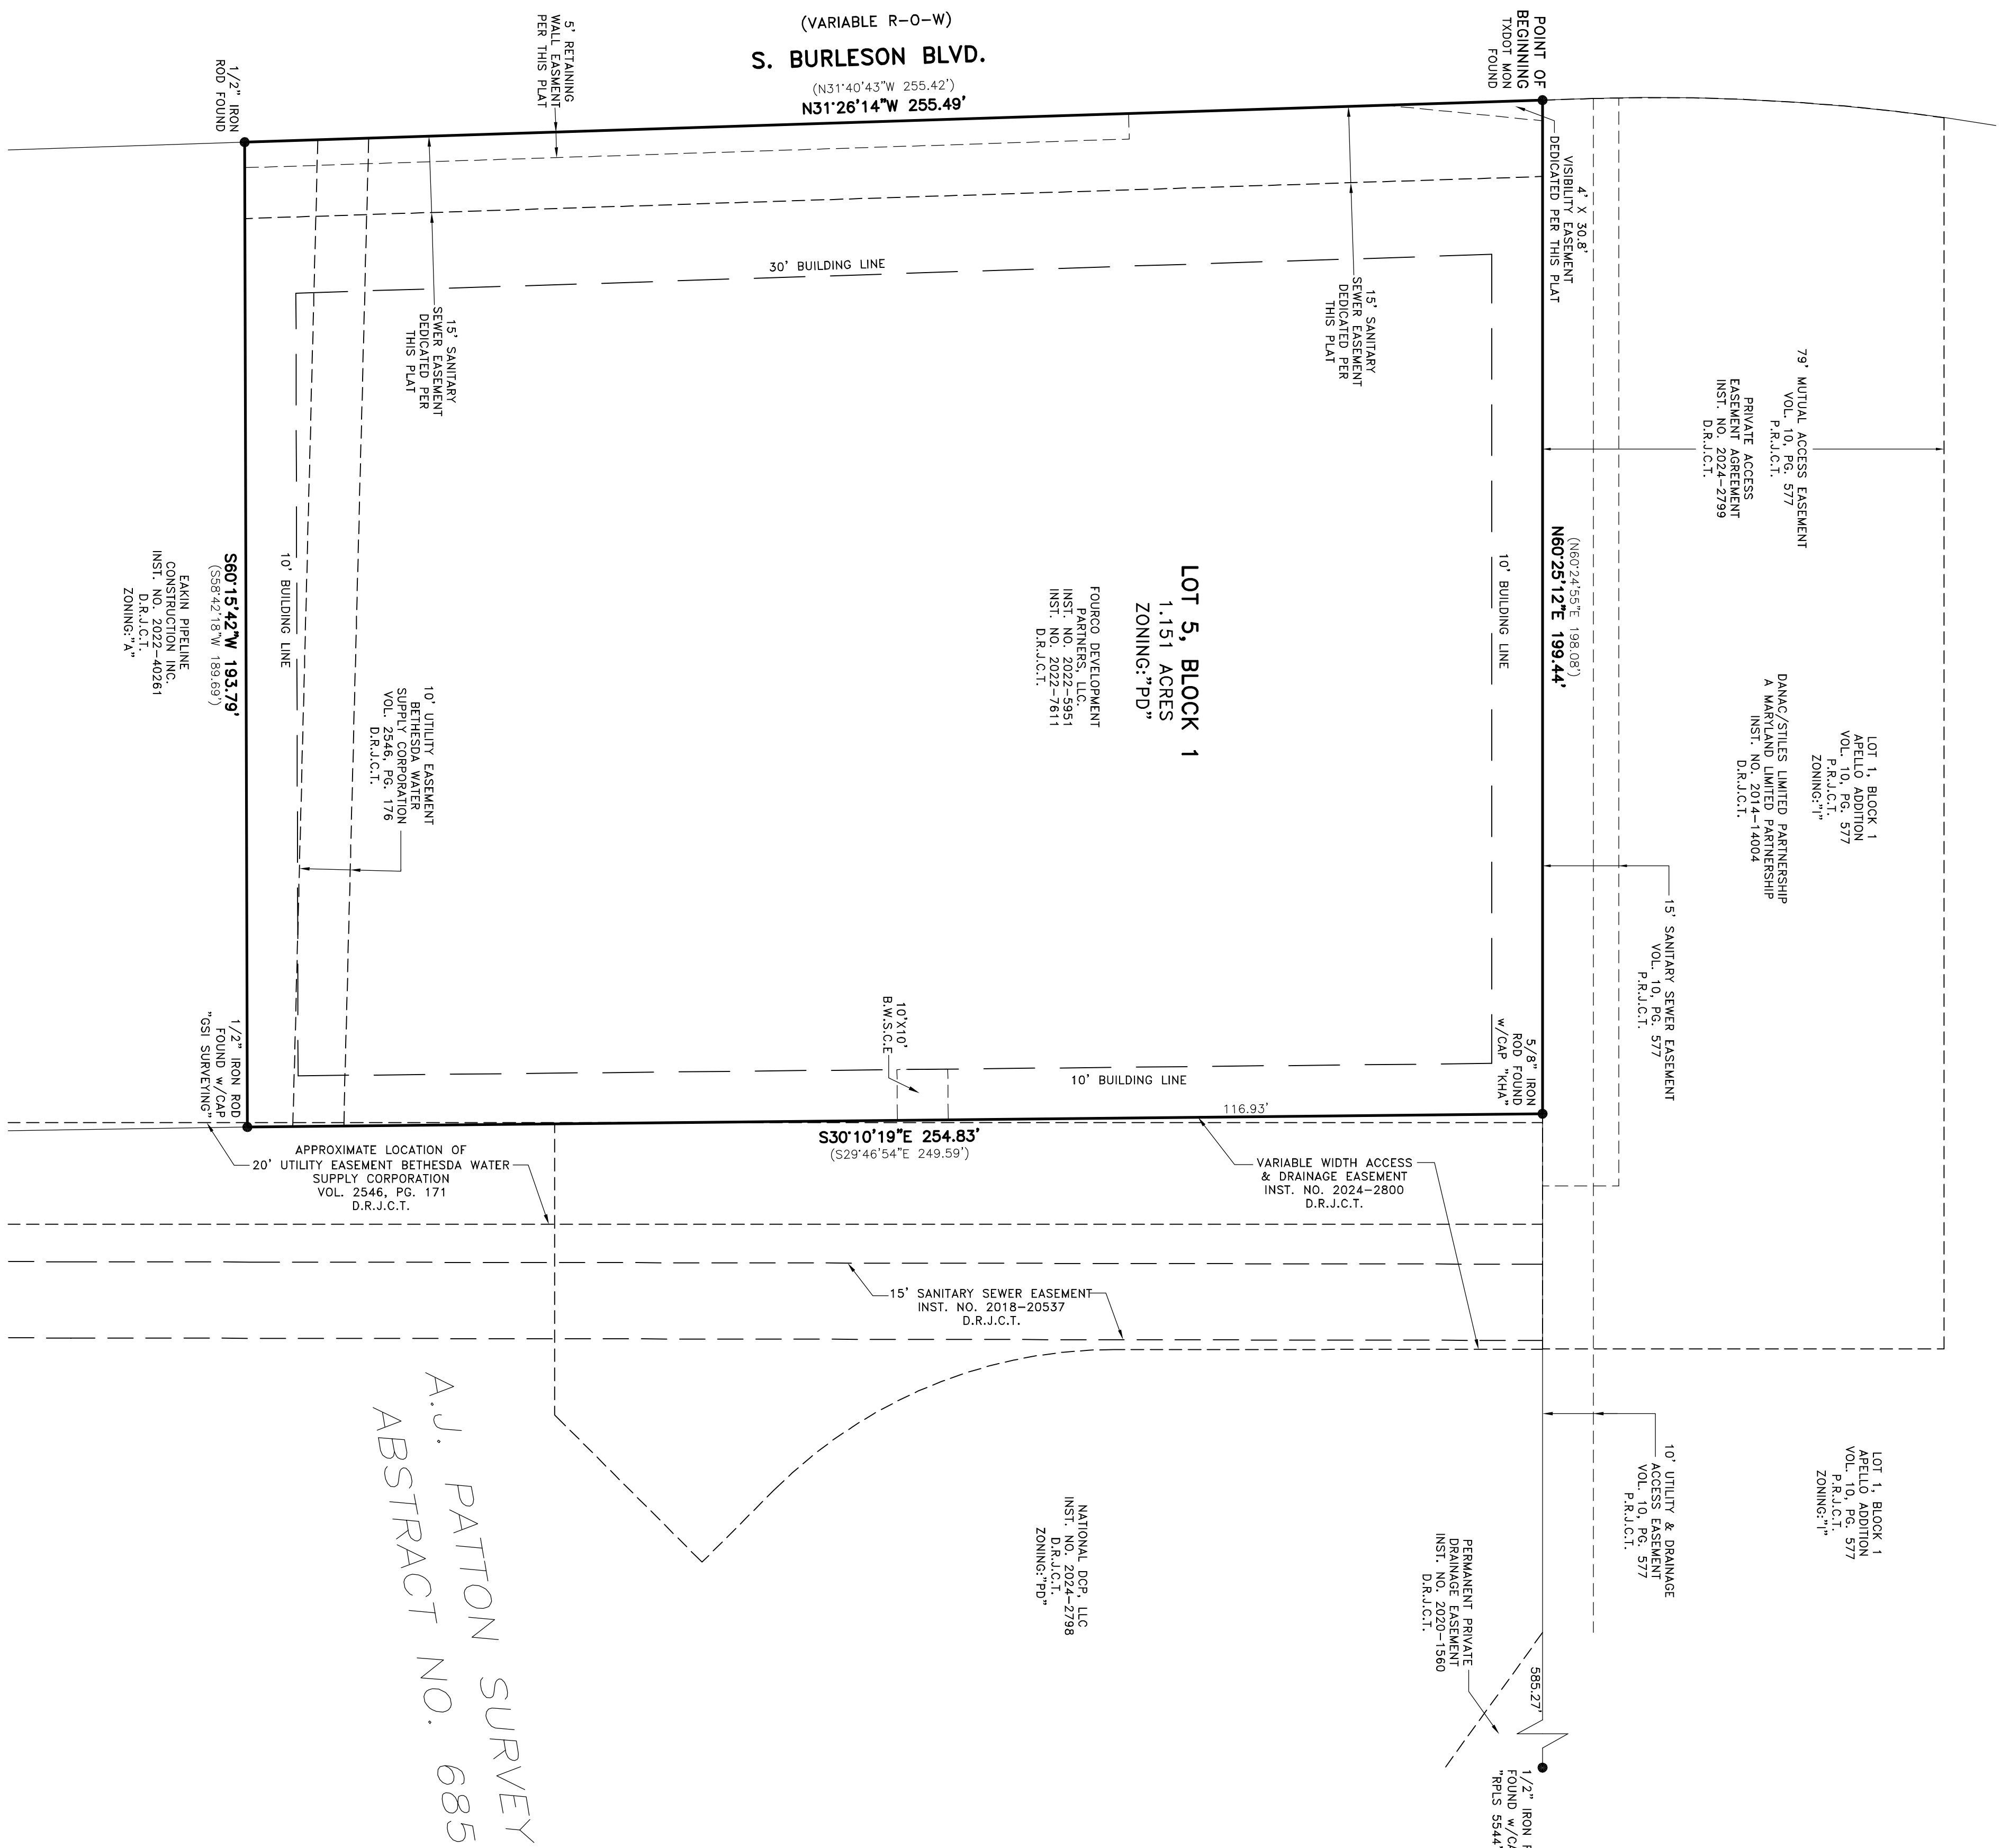 (VARIABLE R-O-W)
S. BURLESON BLVD.
(N31°40'43"W 255.42')
N31°26'14"W 255.49'
5' RETAINING
WALL EASMENT
PER THIS PLAT
1/2" IRON
ROD FOUND
POINT OF
BEGINNING
TXDOT MON
FOUND
4' X 30.8'
VISIBILITY EASEMENT
DEDICATED PER THIS PLAT
30' BUILDING LINE
15' SANITARY
SEWER EASEMENT
DEDICATED PER
THIS PLAT
15' SANITARY
SEWER EASEMENT
DEDICATED PER
THIS PLAT
79' MUTUAL ACCESS EASEMENT
VOL. 10, PG. 577
P.R.J.C.T.
PRIVATE ACCESS
EASEMENT AGREEMENT
INST. NO. 2024-2799
D.R.J.C.T.
(N60°24'55"E 198.08')
N60°25'12"E 199.44'
10' BUILDING LINE
LOT 5, BLOCK 1
1.151 ACRES
ZONING:"PD"
FOURCO DEVELOPMENT
PARTNERS, LLC.
INST. NO. 2022-5951
INST. NO. 2022-7611
D.R.J.C.T.
10' BUILDING LINE
S60°15'42"W 193.79'
(S58°42'18"W 189.69')
EAKIN PIPELINE
CONSTRUCTION INC.
INST. NO. 2022-40261
D.R.J.C.T.
ZONING:"A"
10' UTILITY EASEMENT
BETHESDA WATER
SUPPLY CORPORATION
VOL. 2546, PG. 176
D.R.J.C.T.
LOT 1, BLOCK 1
APELLO ADDITION
VOL. 10, PG. 577
P.R.J.C.T.
ZONING:"I"
DANAC/STILES LIMITED PARTNERSHIP
A MARYLAND LIMITED PARTNERSHIP
INST. NO. 2014-14004
D.R.J.C.T.
15' SANITARY SEWER EASEMENT
VOL. 10, PG. 577
P.R.J.C.T.
10'X10'
B.W.S.C.E
5/8" IRON
ROD FOUND
w/CAP "KHA"
1/2" IRON ROD
FOUND w/CAP
"GSI SURVEYING"
10' BUILDING LINE
116.93'
S30°10'19"E 254.83'
(S29°46'54"E 249.59')
APPROXIMATE LOCATION OF
20' UTILITY EASEMENT BETHESDA WATER
SUPPLY CORPORATION
VOL. 2546, PG. 171
D.R.J.C.T.
VARIABLE WIDTH ACCESS
& DRAINAGE EASEMENT
INST. NO. 2024-2800
D.R.J.C.T.
15' SANITARY SEWER EASEMENT
INST. NO. 2018-20537
D.R.J.C.T.
A.J. PATTON SURVEY
ABSTRACT NO. 685
NATIONAL DCP, LLC
INST. NO. 2024-2798
D.R.J.C.T.
ZONING:"PD"
LOT 1, BLOCK 1
APELLO ADDITION
VOL. 10, PG. 577
P.R.J.C.T.
ZONING:"I"
10' UTILITY & DRAINAGE
ACCESS EASEMENT
VOL. 10, PG. 577
P.R.J.C.T.
PERMANENT PRIVATE
DRAINAGE EASEMENT
INST. NO. 2020-1560
D.R.J.C.T.
585.27'
1/2" IRON
FOUND
"RPLS 5544"